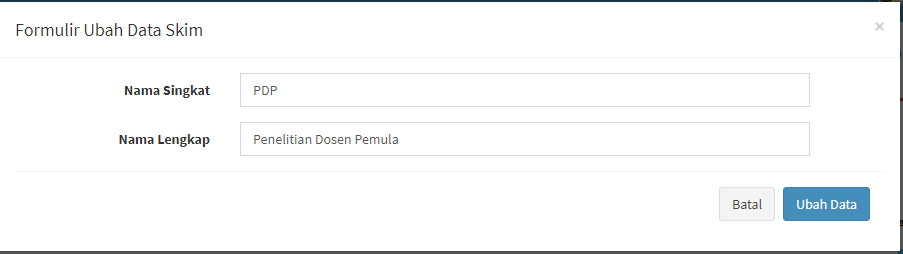 Formulir Ubah Data Skim ×
Nama Singkat PDP
Nama Lengkap Penelitian Dosen Pemula
Batal Ubah Data